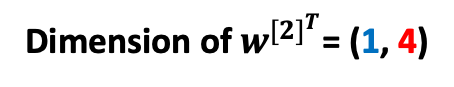 Dimension of w[2]ᵀ = (1, 4)